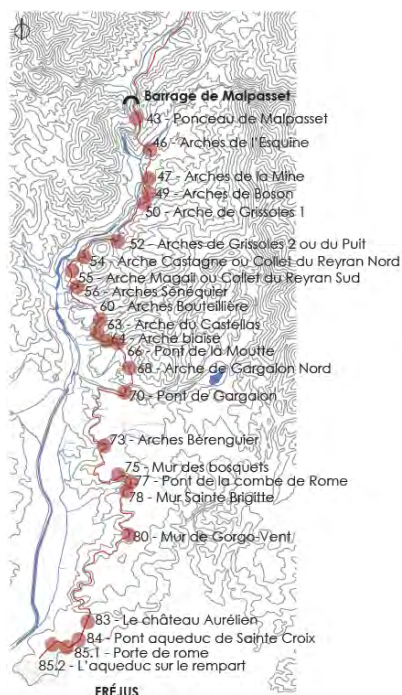 Barrage de Malpasset
43 - Ponceau de Malpasset
46 - Arches de l'Esquine
47 - Arches de la Mine
49 - Arches de Boson
50 - Arche de Grissoles 1
52 - Arches de Grissoles 2 ou du Puit
54 - Arche Castagne ou Collet du Reyran Nord
55 - Arche Magail ou Collet du Reyran Sud
56 - Arches Sénéquier
60 - Arches Bouteillière
63 - Arche du Castellas
64 - Arche biaise
66 - Pont de la Moutte
68 - Arche de Gargalon Nord
70 - Pont de Gargalon
73 - Arches Bérenguier
75 - Mur des bosquets
77 - Pont de la combe de Rome
78 - Mur Sainte Brigitte
80 - Mur de Gorgo-Vent
83 - Le château Aurélien
84 - Pont aqueduc de Sainte Croix
85.1 - Porte de rome
85.2 - L'aqueduc sur le rempart
FRÉJUS